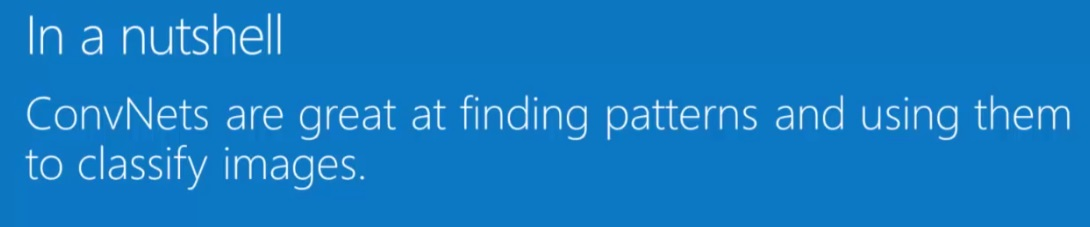 In a nutshell
ConvNets are great at finding patterns and using them
to classify images.